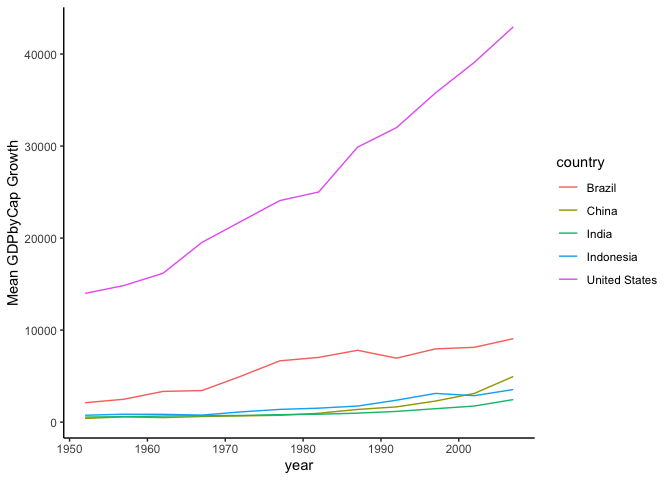 Mean GDPbyCap Growth
40000
30000
20000
10000
0
1950 1960 1970 1980 1990 2000
year
country
Brazil
China
India
Indonesia
United States